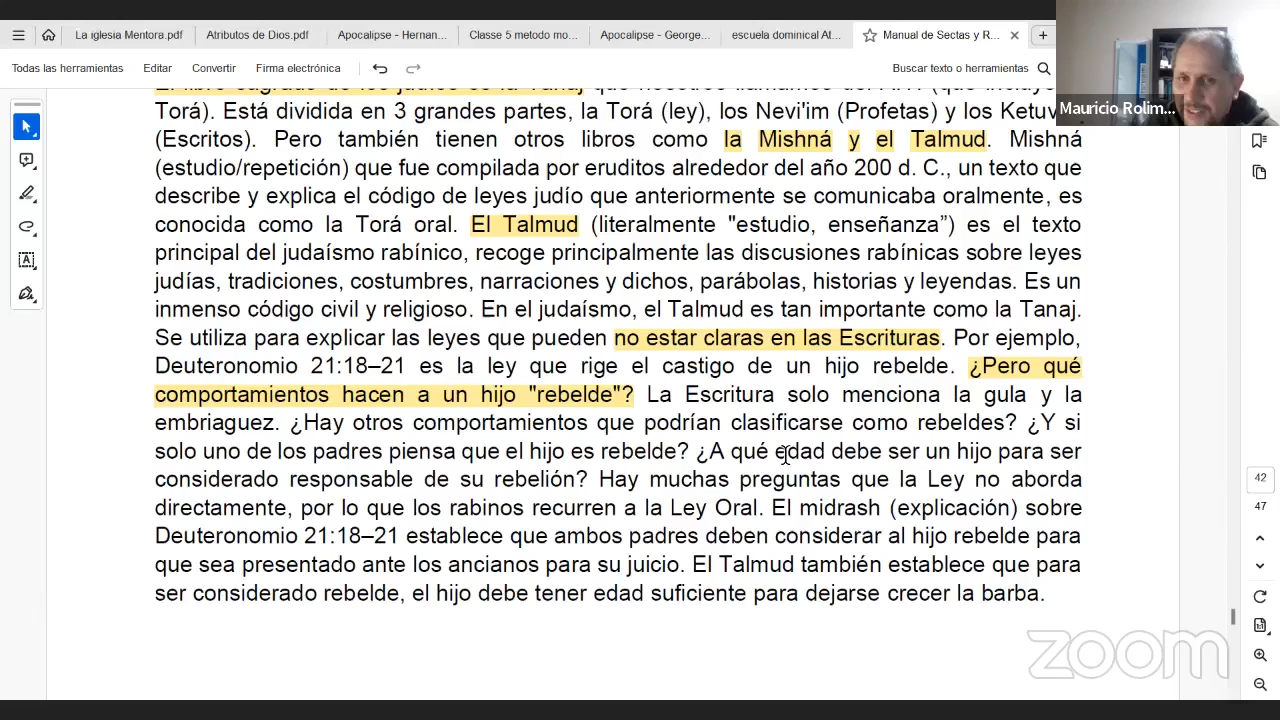 La iglesia Mentora.pdf
Atributos de Dios.pdf
Apocalipse - Hernan...
Classe 5 metodo mo...
Apocalipse - George...
escuela dominical At...
Manual de Sectas y R...
Todas las herramientas
Editar
Convertir
Firma electrónica
Buscar texto o herramientas
Mauricio Rolim...
El libro sagrado de los judíos es la Tanaj que nosotros llamamos del
Torá). Está dividida en 3 grandes partes, la Torá (ley), los Nevi'im (Profetas) y los Ketuv
(Escritos). Pero también tienen otros libros como la Mishná y el Talmud. Mishná
(estudio/repetición) que fue compilada por eruditos alrededor del año 200 d. C., un texto que
describe y explica el código de leyes judío que anteriormente se comunicaba oralmente, es
conocida como la Torá oral. El Talmud (literalmente "estudio, enseñanza”) es el texto
principal del judaísmo rabínico, recoge principalmente las discusiones rabínicas sobre leyes
judías, tradiciones, costumbres, narraciones y dichos, parábolas, historias y leyendas. Es un
inmenso código civil y religioso. En el judaísmo, el Talmud es tan importante como la Tanaj.
Se utiliza para explicar las leyes que pueden no estar claras en las Escrituras. Por ejemplo,
Deuteronomio 21:18–21 es la ley que rige el castigo de un hijo rebelde. ¿Pero qué
comportamientos hacen a un hijo "rebelde"? La Escritura solo menciona la gula y la
embriaguez. ¿Hay otros comportamientos que podrían clasificarse como rebeldes? ¿Y si
solo uno de los padres piensa que el hijo es rebelde? ¿A qué edad debe ser un hijo para ser
considerado responsable de su rebelión? Hay muchas preguntas que la Ley no aborda
directamente, por lo que los rabinos recurren a la Ley Oral. El midrash (explicación) sobre
Deuteronomio 21:18–21 establece que ambos padres deben considerar al hijo rebelde para
que sea presentado ante los ancianos para su juicio. El Talmud también establece que para
ser considerado rebelde, el hijo debe tener edad suficiente para dejarse crecer la barba.
42
47
zoom